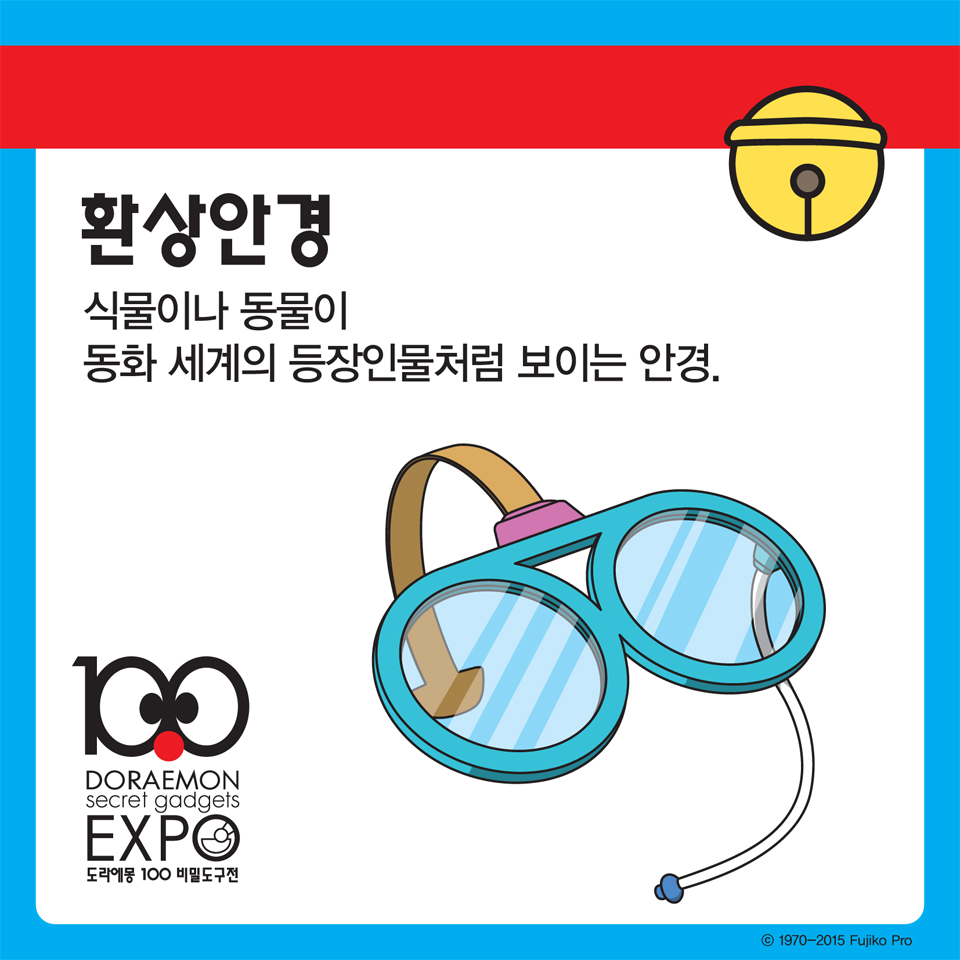 환상안경
식물이나 동물이
동화 세계의 등장인물처럼 보이는 안경.
100
DORAEMON
secret gadgets
EXPO
도라에몽 100 비밀도구전
© 1970-2015 Fujiko Pro